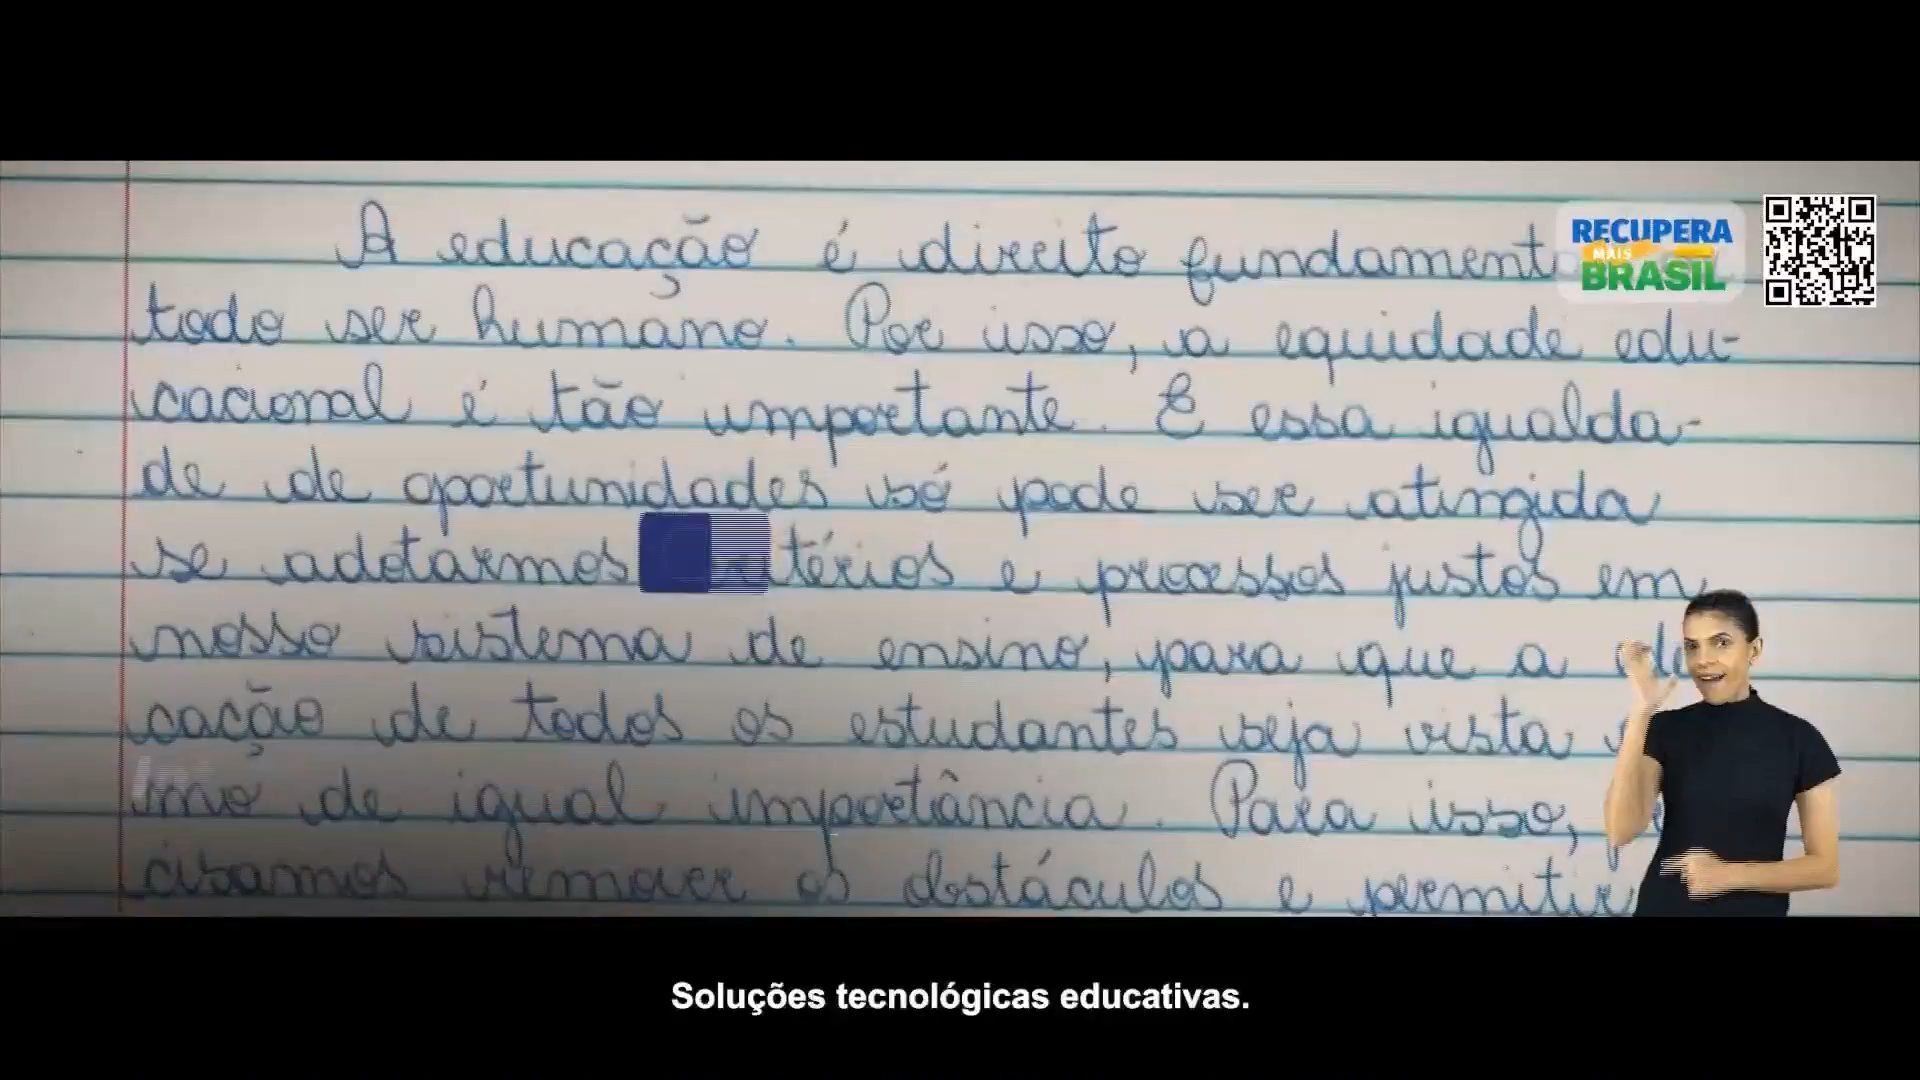 A educação é direito fundament
todo ser humano. Por isso, a equidade edu-
cacional é tão importante. E essa igualda-
de de oportunidades só pode ser atingida
se adotarmos critérios e processos justos em
nosso sistema de ensino, para que a
cação de todos os estudantes seja vista
mo de igual importância. Para isso,
cisamos remover os obstáculos e permitir
RECUPERA
MAIS
BRASIL
Soluções tecnológicas educativas.